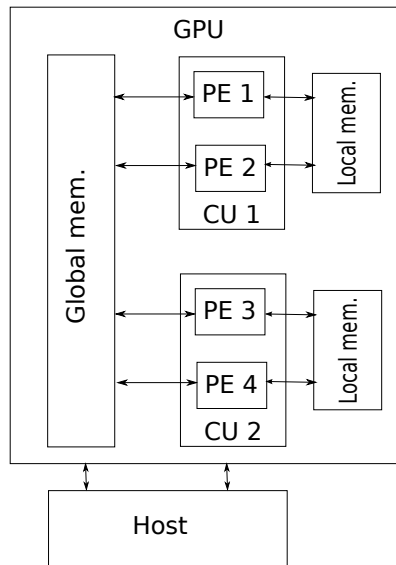 GPU
Global mem.
PE 1
PE 2
CU 1
Local mem.
PE 3
PE 4
CU 2
Local mem.
Host